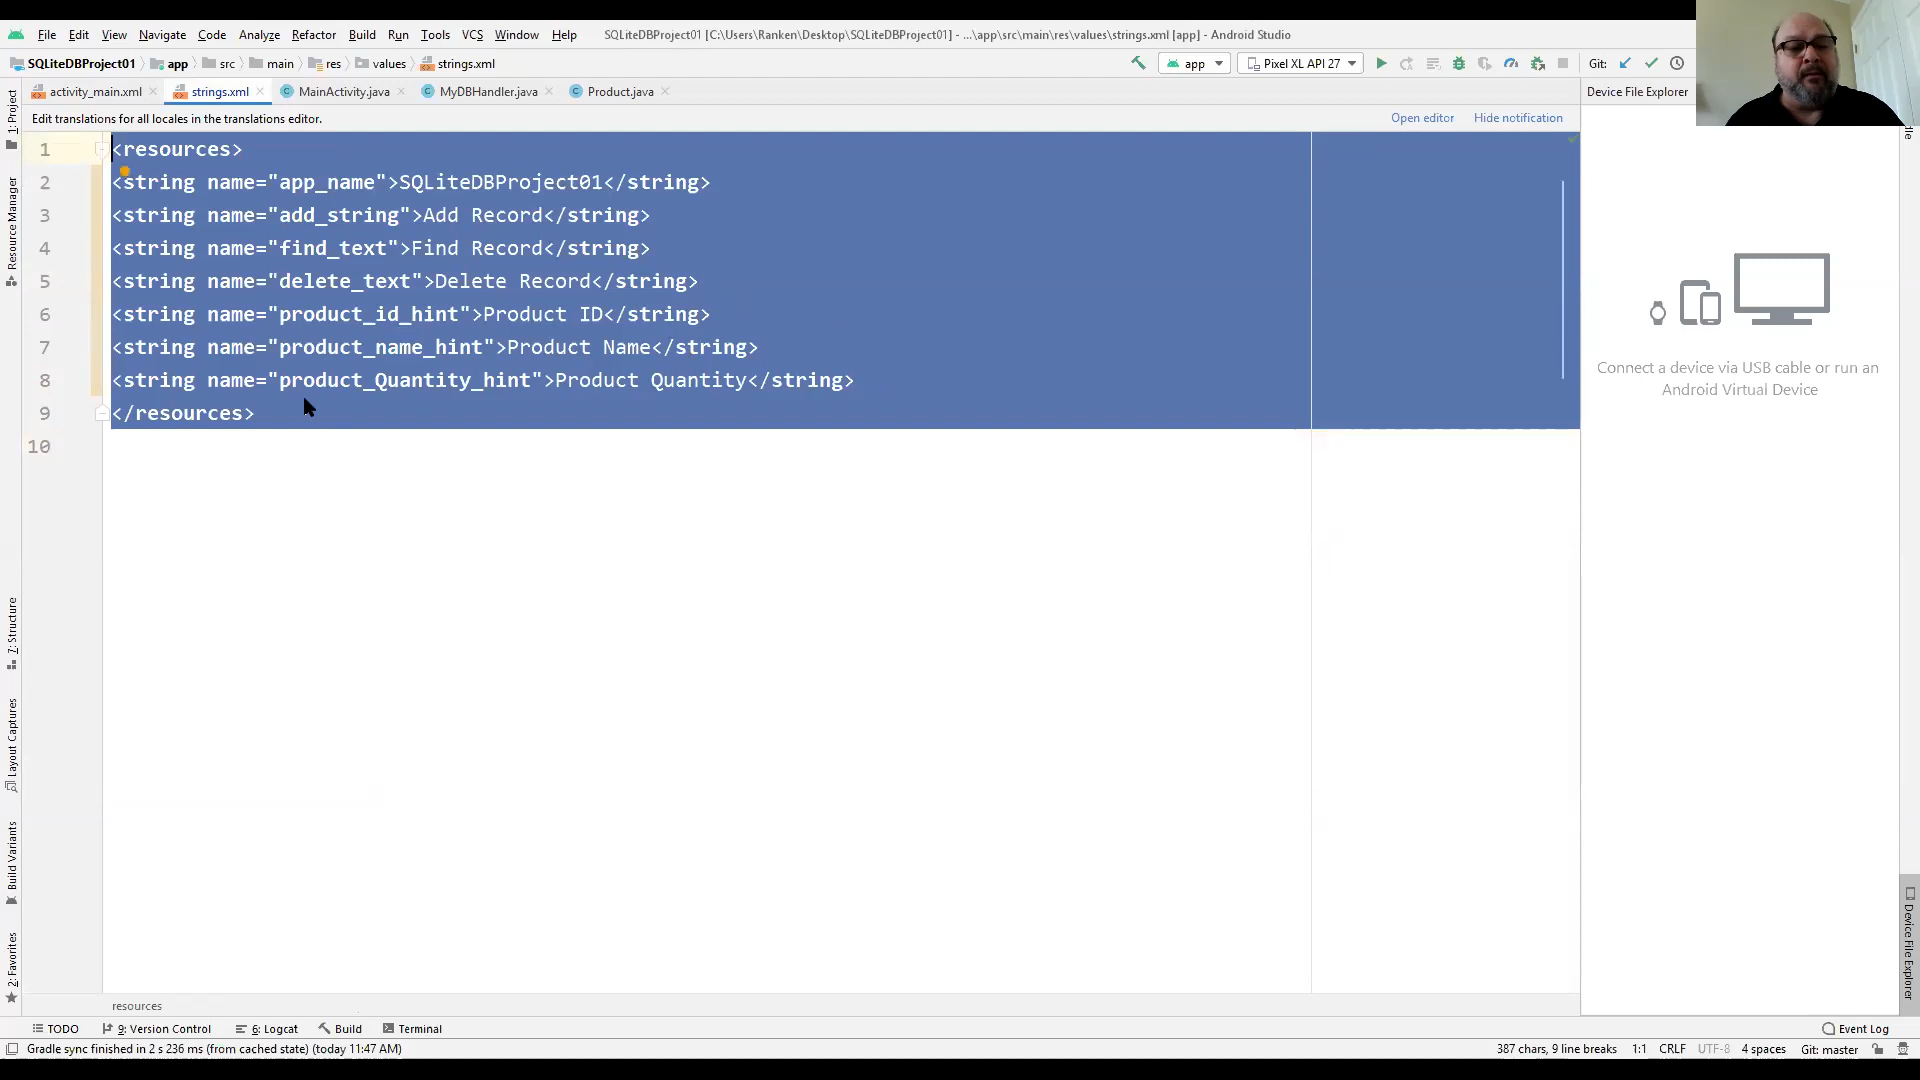 File Edit View Navigate Code Analyze Refactor Build Run Tools VCS Window Help SQLiteDBProject01 [C:\Users\Ranken\Desktop\SQLiteDBProject01] - ...\app\src\main\res\values\strings.xml [app] - Android Studio
SQLiteDBProject01 app src main res values strings.xml app Pixel XL API 27 Git:
activity_main.xml strings.xml MainActivity.java MyDBHandler.java Product.java Device File Explorer
Edit translations for all locales in the translations editor. Open editor Hide notification
1 <resources>
2 <string name="app_name">SQLiteDBProject01</string>
3 <string name="add_string">Add Record</string>
4 <string name="find_text">Find Record</string>
5 <string name="delete_text">Delete Record</string>
6 <string name="product_id_hint">Product ID</string>
7 <string name="product_name_hint">Product Name</string>
8 <string name="product_Quantity_hint">Product Quantity</string>
9 </resources>
10
Connect a device via USB cable or run an
Android Virtual Device
1: Project
Resource Manager
7: Structure
Layout Captures
Build Variants
2: Favorites
Device File Explorer
resources
TODO 9: Version Control 6: Logcat Build Terminal Event Log
Gradle sync finished in 2 s 236 ms (from cached state) (today 11:47 AM) 387 chars, 9 line breaks 1:1 CRLF UTF-8 4 spaces Git: master